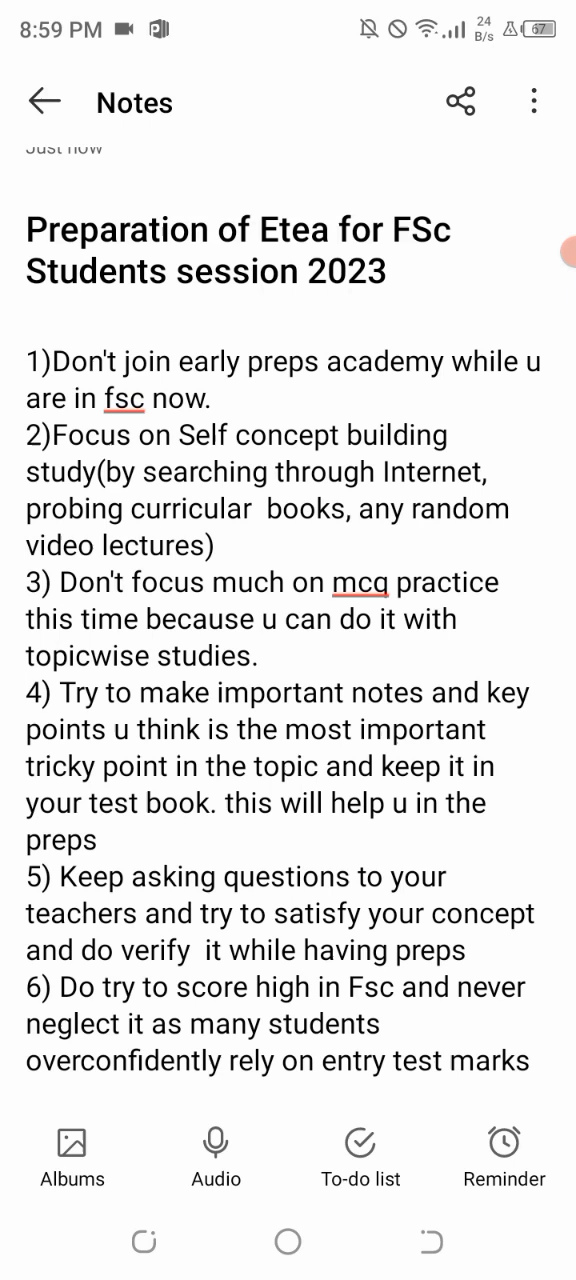 8:59 PM
24
B/s
67
Notes
Just now
Preparation of Etea for FSc
Students session 2023
1)Don't join early preps academy while u
are in fsc now.
2)Focus on Self concept building
study(by searching through Internet,
probing curricular  books, any random
video lectures)
3) Don't focus much on mcq practice
this time because u can do it with
topicwise studies.
4) Try to make important notes and key
points u think is the most important
tricky point in the topic and keep it in
your test book. this will help u in the
preps
5) Keep asking questions to your
teachers and try to satisfy your concept
and do verify  it while having preps
6) Do try to score high in Fsc and never
neglect it as many students
overconfidently rely on entry test marks
Albums Audio To-do list Reminder